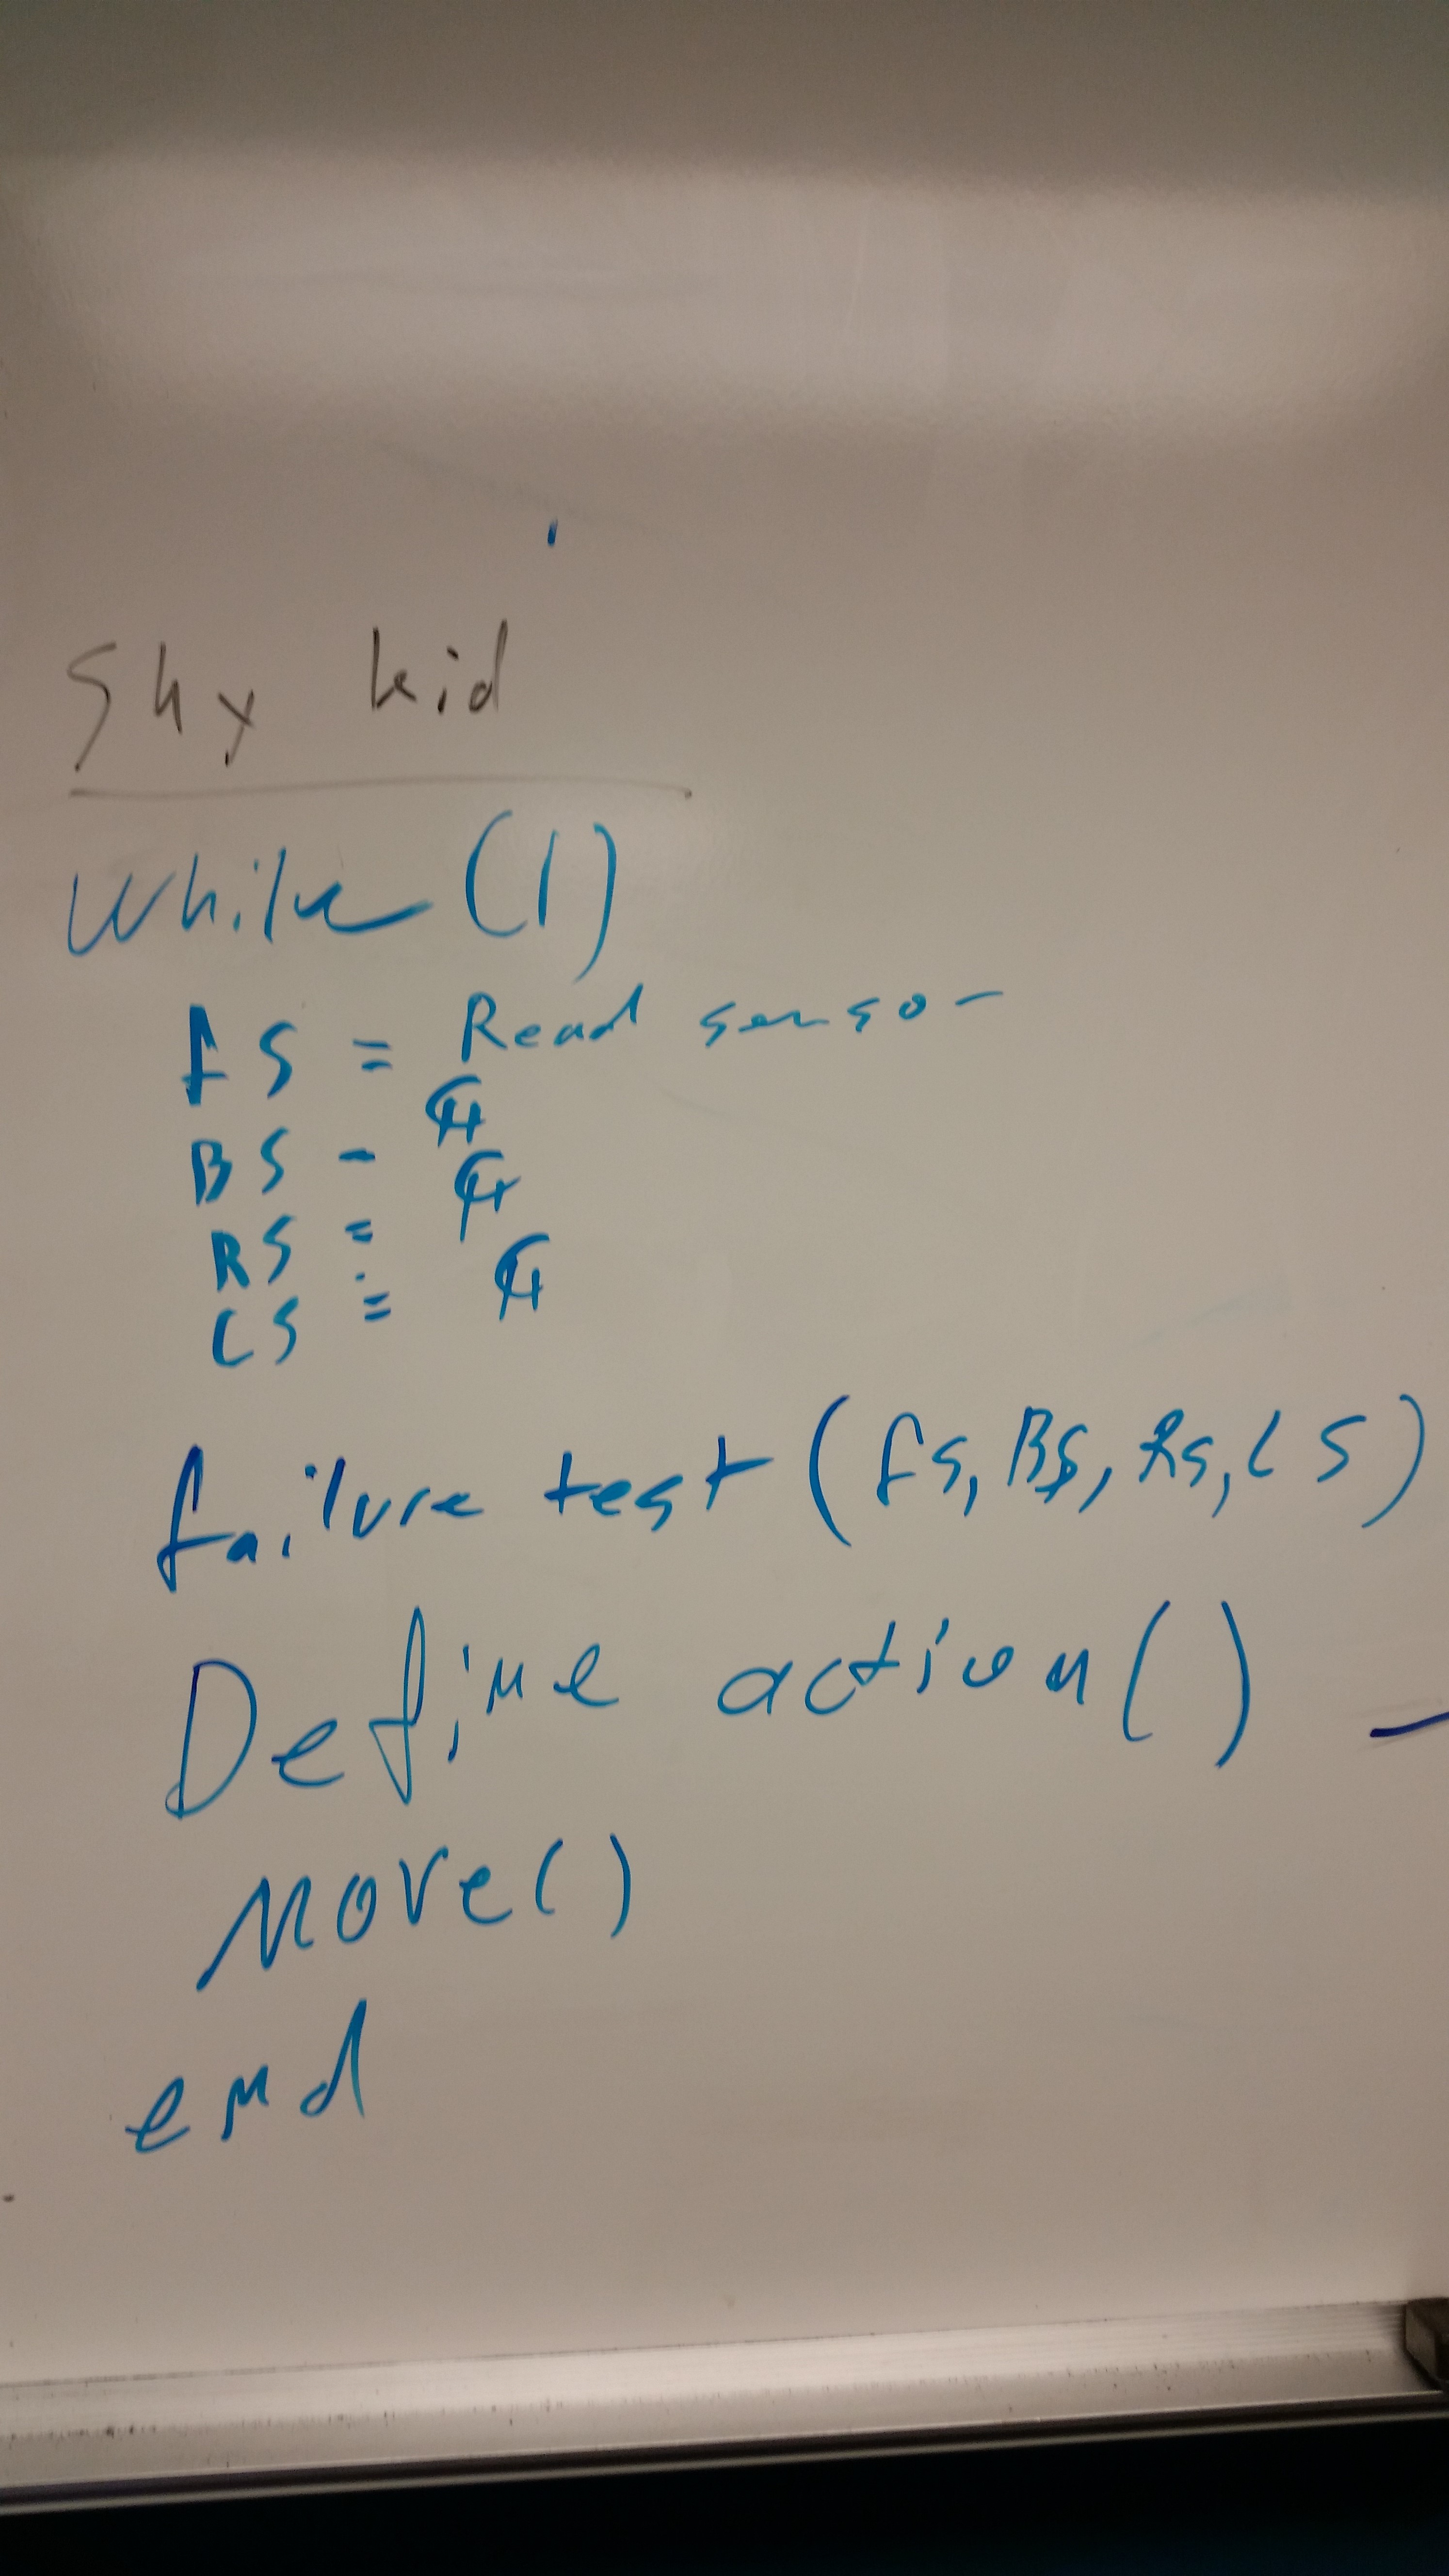 Shy kid
While (1)
fS = Read sensor
BS -
RS =
LS =
failure test (fS, BS, RS, LS)
Define action ( )
Move ( )
end